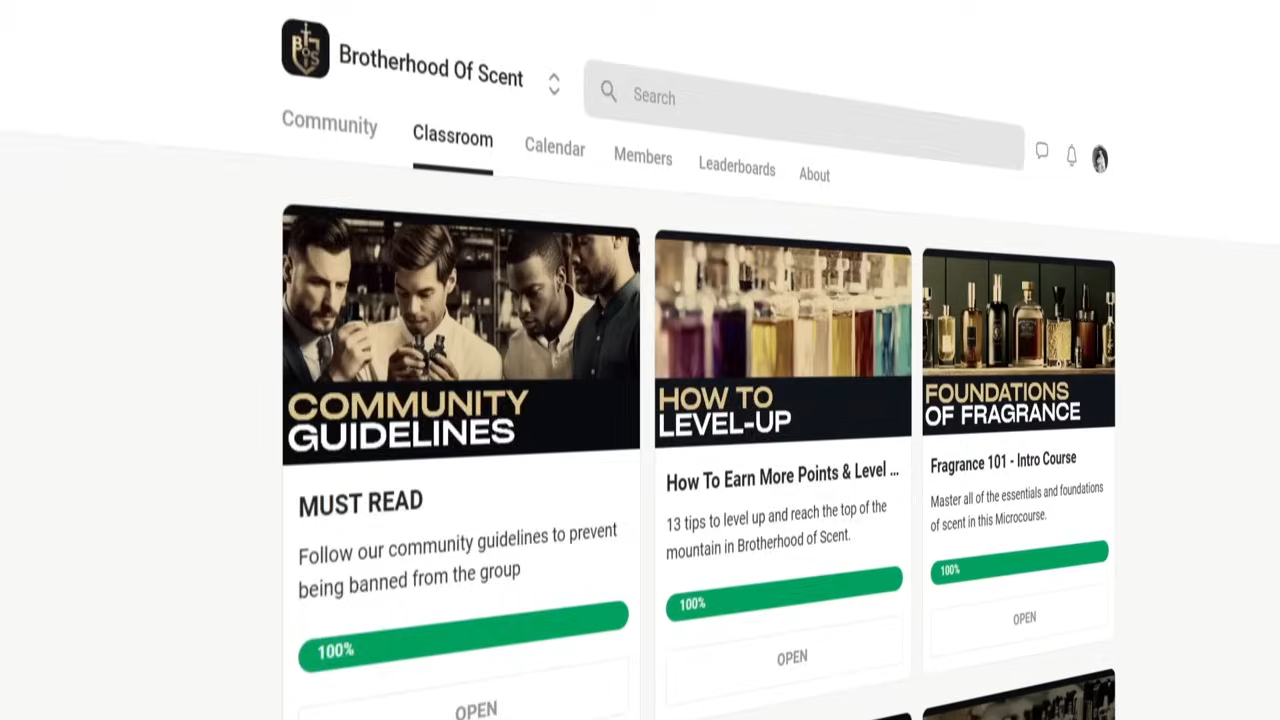 BOS
Brotherhood Of Scent
Search
Community
Classroom
Calendar
Members
Leaderboards
About
COMMUNITY
GUIDELINES
MUST READ
Follow our community guidelines to prevent
being banned from the group
100%
OPEN
HOW TO
LEVEL-UP
How To Earn More Points & Level ...
13 tips to level up and reach the top of the
mountain in Brotherhood of Scent.
100%
OPEN
FOUNDATIONS
OF FRAGRANCE
Fragrance 101 - Intro Course
Master all of the essentials and foundations
of scent in this Microcourse.
100%
OPEN